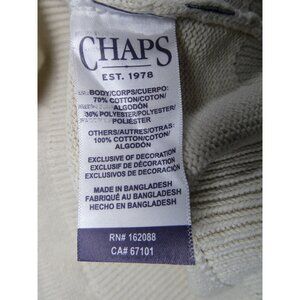 CHAPS
EST. 1978
BODY/CORPS/CUERPO:
70% COTTON/COTON/
ALGODÓN
30% POLYESTER/POLYESTER/
POLIÉSTER
OTHERS/AUTRES/OTRAS:
100% COTTON/COTON/
ALGODÓN
EXCLUSIVE OF DECORATION
EXCLUSIF DE DÉCORATION
EXCLUSIVOS DE DECORACIÓN
MADE IN BANGLADESH
FABRIQUÉ AU BANGLADESH
HECHO EN BANGLADESH
RN# 162088
CA# 67101